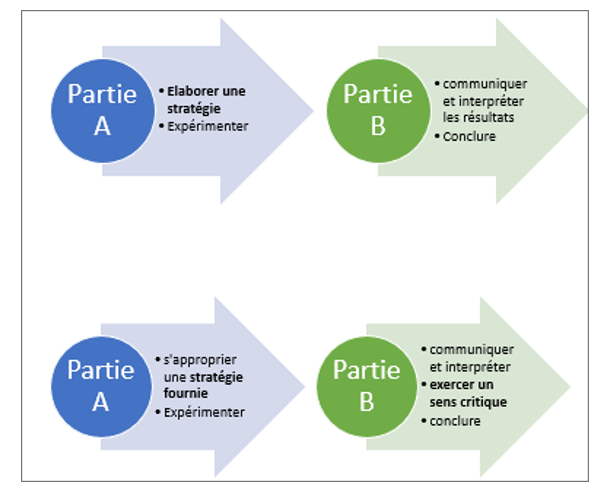 Partie
A
• Elaborer une
stratégie
• Expérimenter
Partie
B
• communiquer
et interpréter
les résultats
• Conclure
Partie
A
• s'approprier
une stratégie
fournie
• Expérimenter
Partie
B
• communiquer
et interpréter
• exercer un
sens critique
• conclure